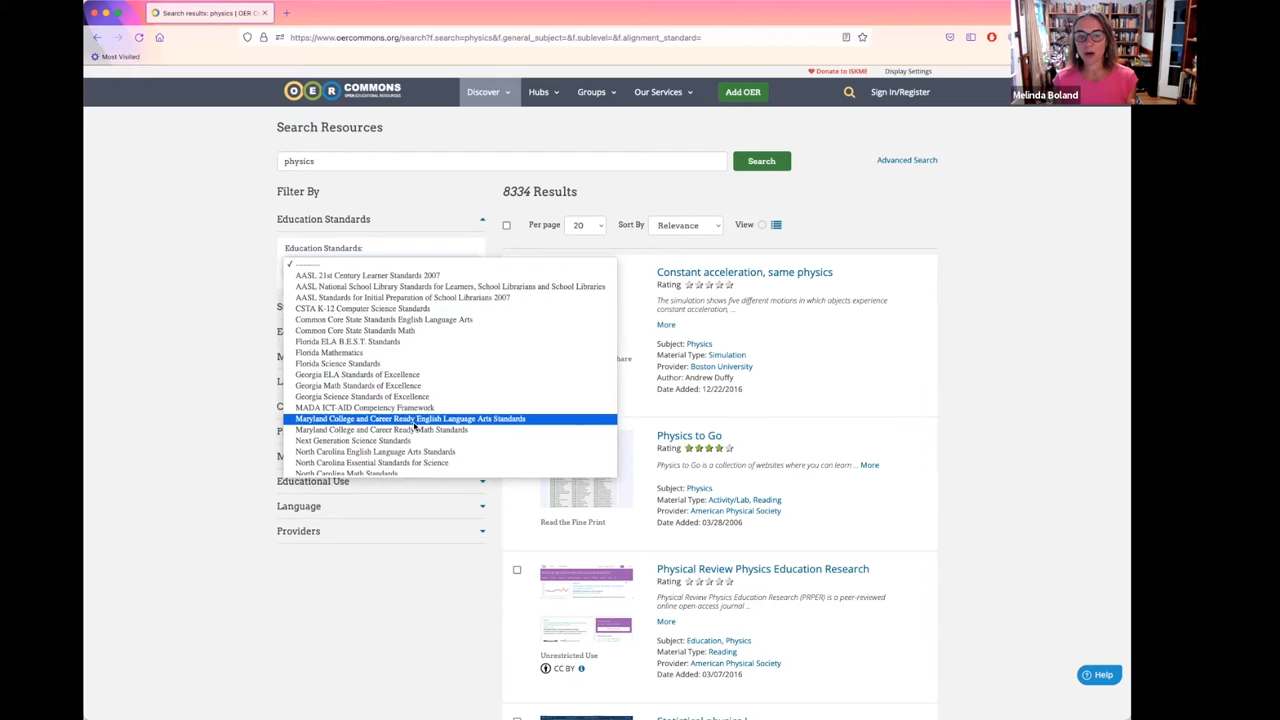 Search results: physics | OER C
https://www.oercommons.org/search?f.search=physics&f.general_subject=&f.sublevel=&f.alignment_standard=
Most Visited
Melinda Boland
Donate to ISKME
Display Settings
OER COMMONS
OPEN EDUCATIONAL RESOURCES
Discover
Hubs
Groups
Our Services
Add OER
Sign In/Register
Search Resources
physics
Search
Advanced Search
Filter By
8334 Results
Education Standards
Per page 20 Sort By Relevance View
Education Standards:
AASL 21st Century Learner Standards 2007
AASL National School Library Standards for Learners, School Librarians and School Libraries
AASL Standards for Initial Preparation of School Librarians 2007
CSTA K-12 Computer Science Standards
Common Core State Standards English Language Arts
Common Core State Standards Math
Florida ELA B.E.S.T. Standards
Florida Mathematics
Florida Science Standards
Georgia ELA Standards of Excellence
Georgia Math Standards of Excellence
Georgia Science Standards of Excellence
MADA ICT-AID Competency Framework
Maryland College and Career Ready English Language Arts Standards
Maryland College and Career Ready Math Standards
Next Generation Science Standards
North Carolina English Language Arts Standards
North Carolina Essential Standards for Science
North Carolina Math Standards
Educational Use
Language
Providers
Constant acceleration, same physics
Rating
The simulation shows five different motions in which objects experience
constant acceleration, ...
More
Subject: Physics
Material Type: Simulation
Provider: Boston University
Author: Andrew Duffy
Date Added: 12/22/2016
Physics to Go
Rating
Physics to Go is a collection of websites where you can learn ... More
Subject: Physics
Material Type: Activity/Lab, Reading
Provider: American Physical Society
Date Added: 03/28/2006
Read the Fine Print
Physical Review Physics Education Research
Rating
Physical Review Physics Education Research (PRPER) is a peer-reviewed
online open-access journal ...
More
Subject: Education, Physics
Material Type: Reading
Provider: American Physical Society
Date Added: 03/07/2016
Unrestricted Use
CC BY
Help